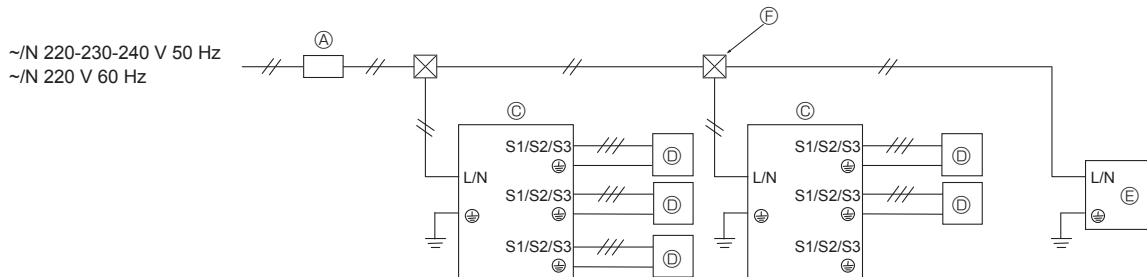 ~/N 220-230-240 V 50 Hz
~/N 220 V 60 Hz
Ⓐ
Ⓕ
Ⓒ
Ⓒ
S1/S2/S3
Ⓓ
S1/S2/S3
Ⓓ
L/N
L/N
L/N
Ⓔ
S1/S2/S3
Ⓓ
S1/S2/S3
Ⓓ
S1/S2/S3
Ⓓ
S1/S2/S3